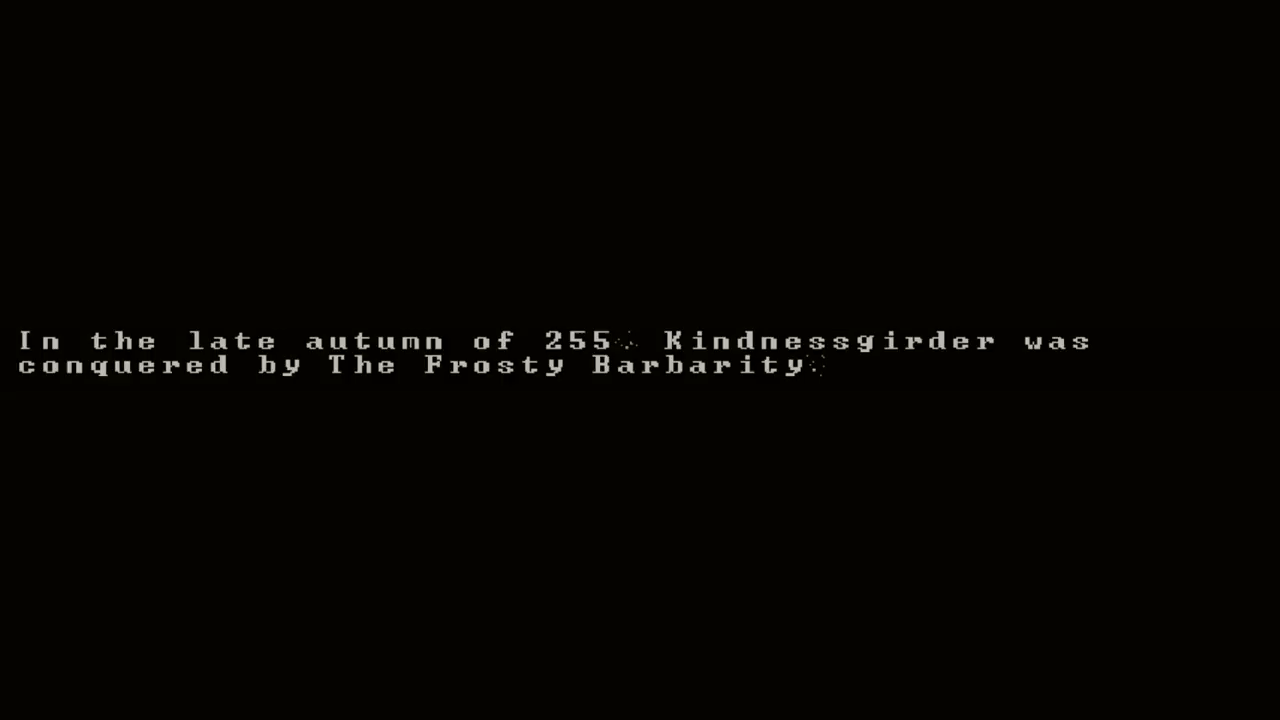 In the late autumn of 255, Kindnessgirder was
conquered by The Frosty Barbarity.